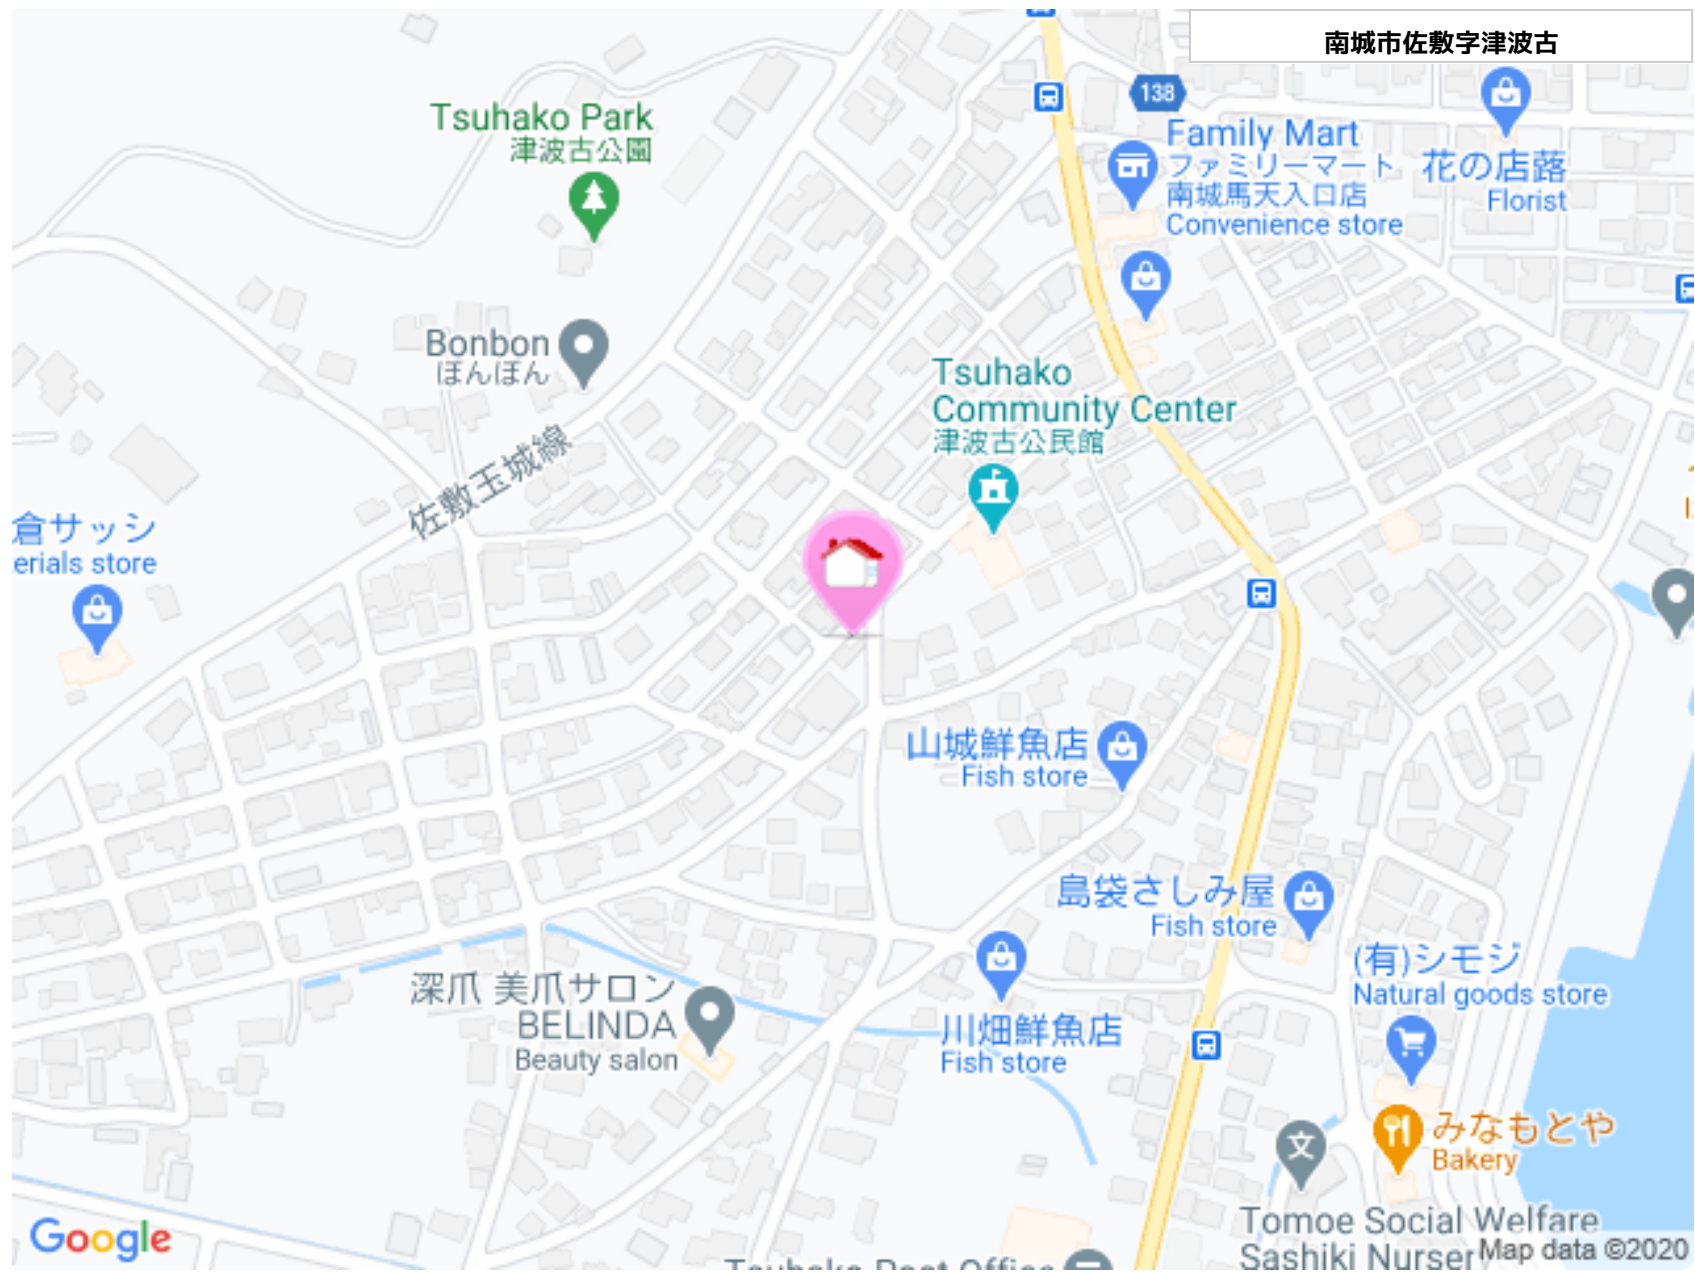 南城市佐敷字津波古
138
Tsuhako Park
津波古公園
Family Mart
ファミリーマート
南城馬天入口店
Convenience store
花の店蕗
Florist
Bonbon
ぼんぼん
Tsuhako
Community Center
津波古公民館
佐敷玉城線
倉サッシ
erials store
山城鮮魚店
Fish store
島袋さしみ屋
Fish store
(有)シモジ
Natural goods store
深爪 美爪サロン
BELINDA
Beauty salon
川畑鮮魚店
Fish store
文
みなもとや
Bakery
Tomoe Social Welfare
Sashiki Nurser
Tsuhako Post Office
Google
Map data ©2020